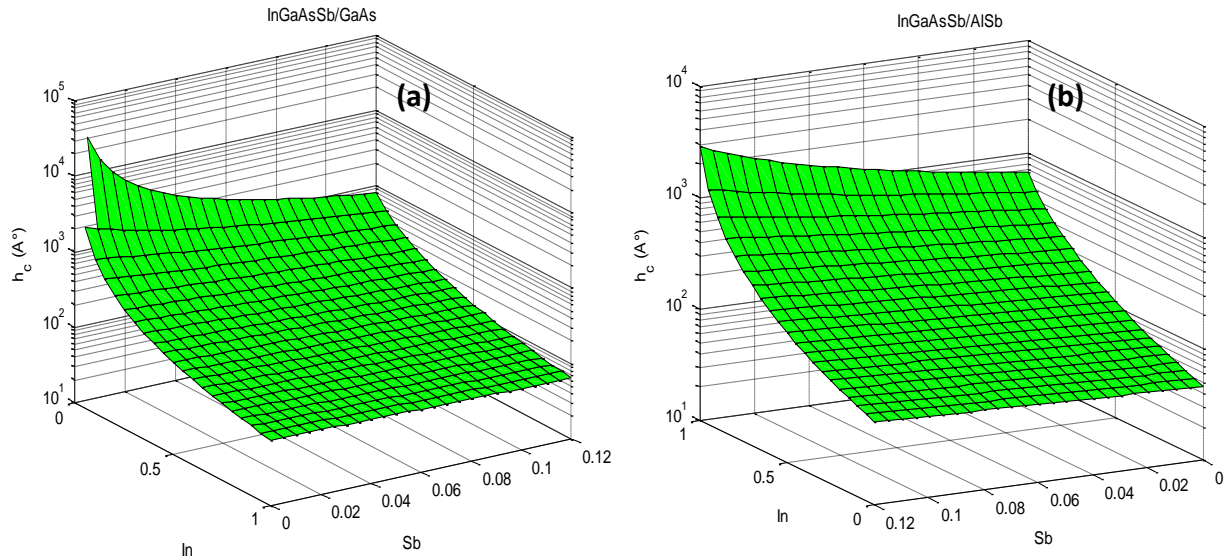 InGaAsSb/GaAs
(a)
10^5
10^4
10^3
10^2
10^1
h_c (A°)
0
0.5
1
In
0
0.02
0.04
0.06
0.08
0.1
0.12
Sb
InGaAsSb/AlSb
(b)
10^4
10^3
10^2
10^1
h_c (A°)
1
0.5
0
In
0.12
0.1
0.08
0.06
0.04
0.02
0
Sb